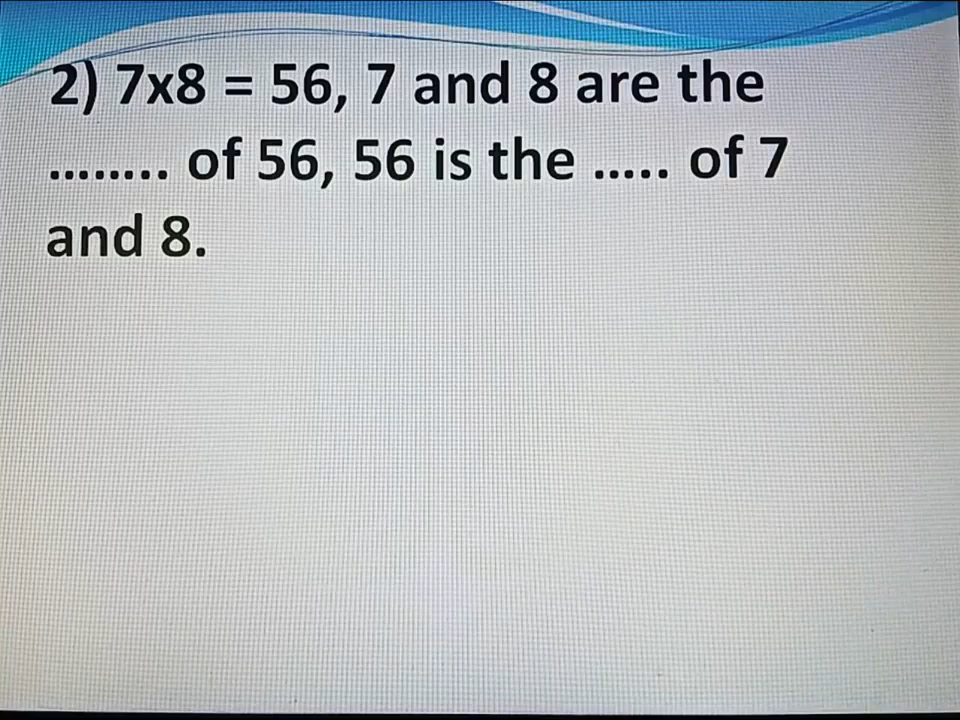 2) 7x8 = 56, 7 and 8 are the
........ of 56, 56 is the ..... of 7
and 8.